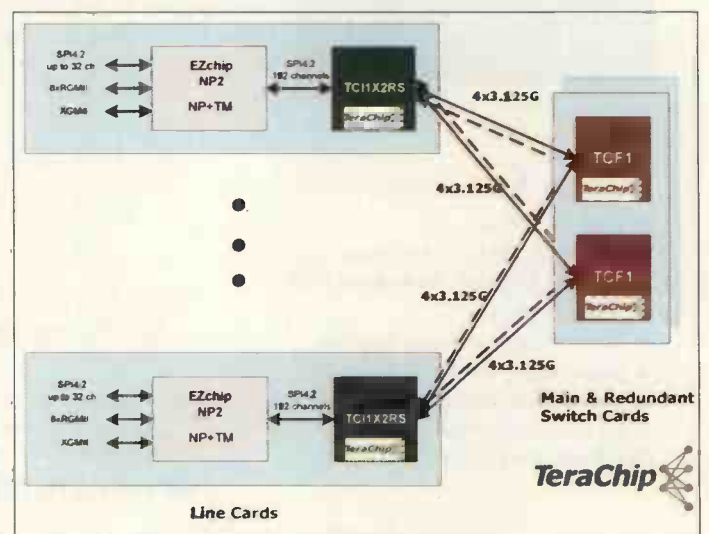 SPI4.2
up to 32 ch
8xRGMII
XGMII
EZchip
NP2
NP+TM
SPI4.2
192 channels
TCI1X2RS
TeraChip
4x3.125G
TCF1
TeraChip
4x3.125G
TCF1
TeraChip
4x3.125G
4x3.125G
SPI4.2
up to 32 ch
8xRGMII
XGMII
EZchip
NP2
NP+TM
SPI4.2
192 channels
TCI1X2RS
TeraChip
Main & Redundant
Switch Cards
TeraChip
Line Cards